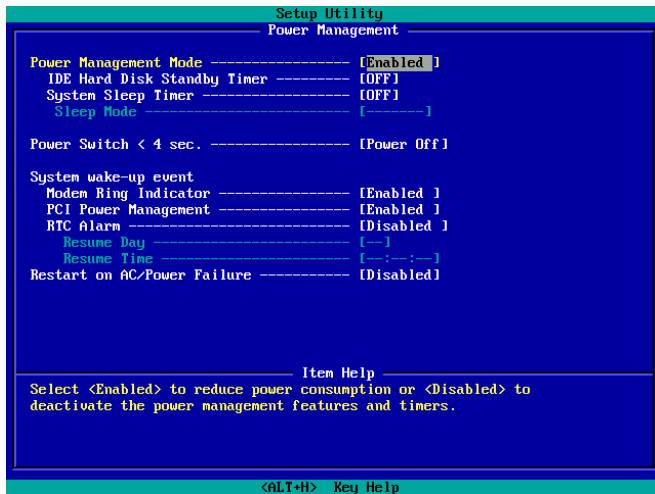 Setup Utility
Power Management
Power Management Mode ----------------- [Enabled ]
IDE Hard Disk Standby Timer --------- [OFF]
System Sleep Timer ------------------ [OFF]
Sleep Mode ------------------------- [-------]
Power Switch < 4 sec. ----------------- [Power Off]
System wake-up event
Modem Ring Indicator ---------------- [Enabled ]
PCI Power Management ---------------- [Enabled ]
RTC Alarm --------------------------- [Disabled ]
Resume Day ------------------------ [--]
Resume Time ----------------------- [--:--:--]
Restart on AC/Power Failure ----------- [Disabled]
Item Help
Select <Enabled> to reduce power consumption or <Disabled> to
deactivate the power management features and timers.
<ALT+H> Key Help